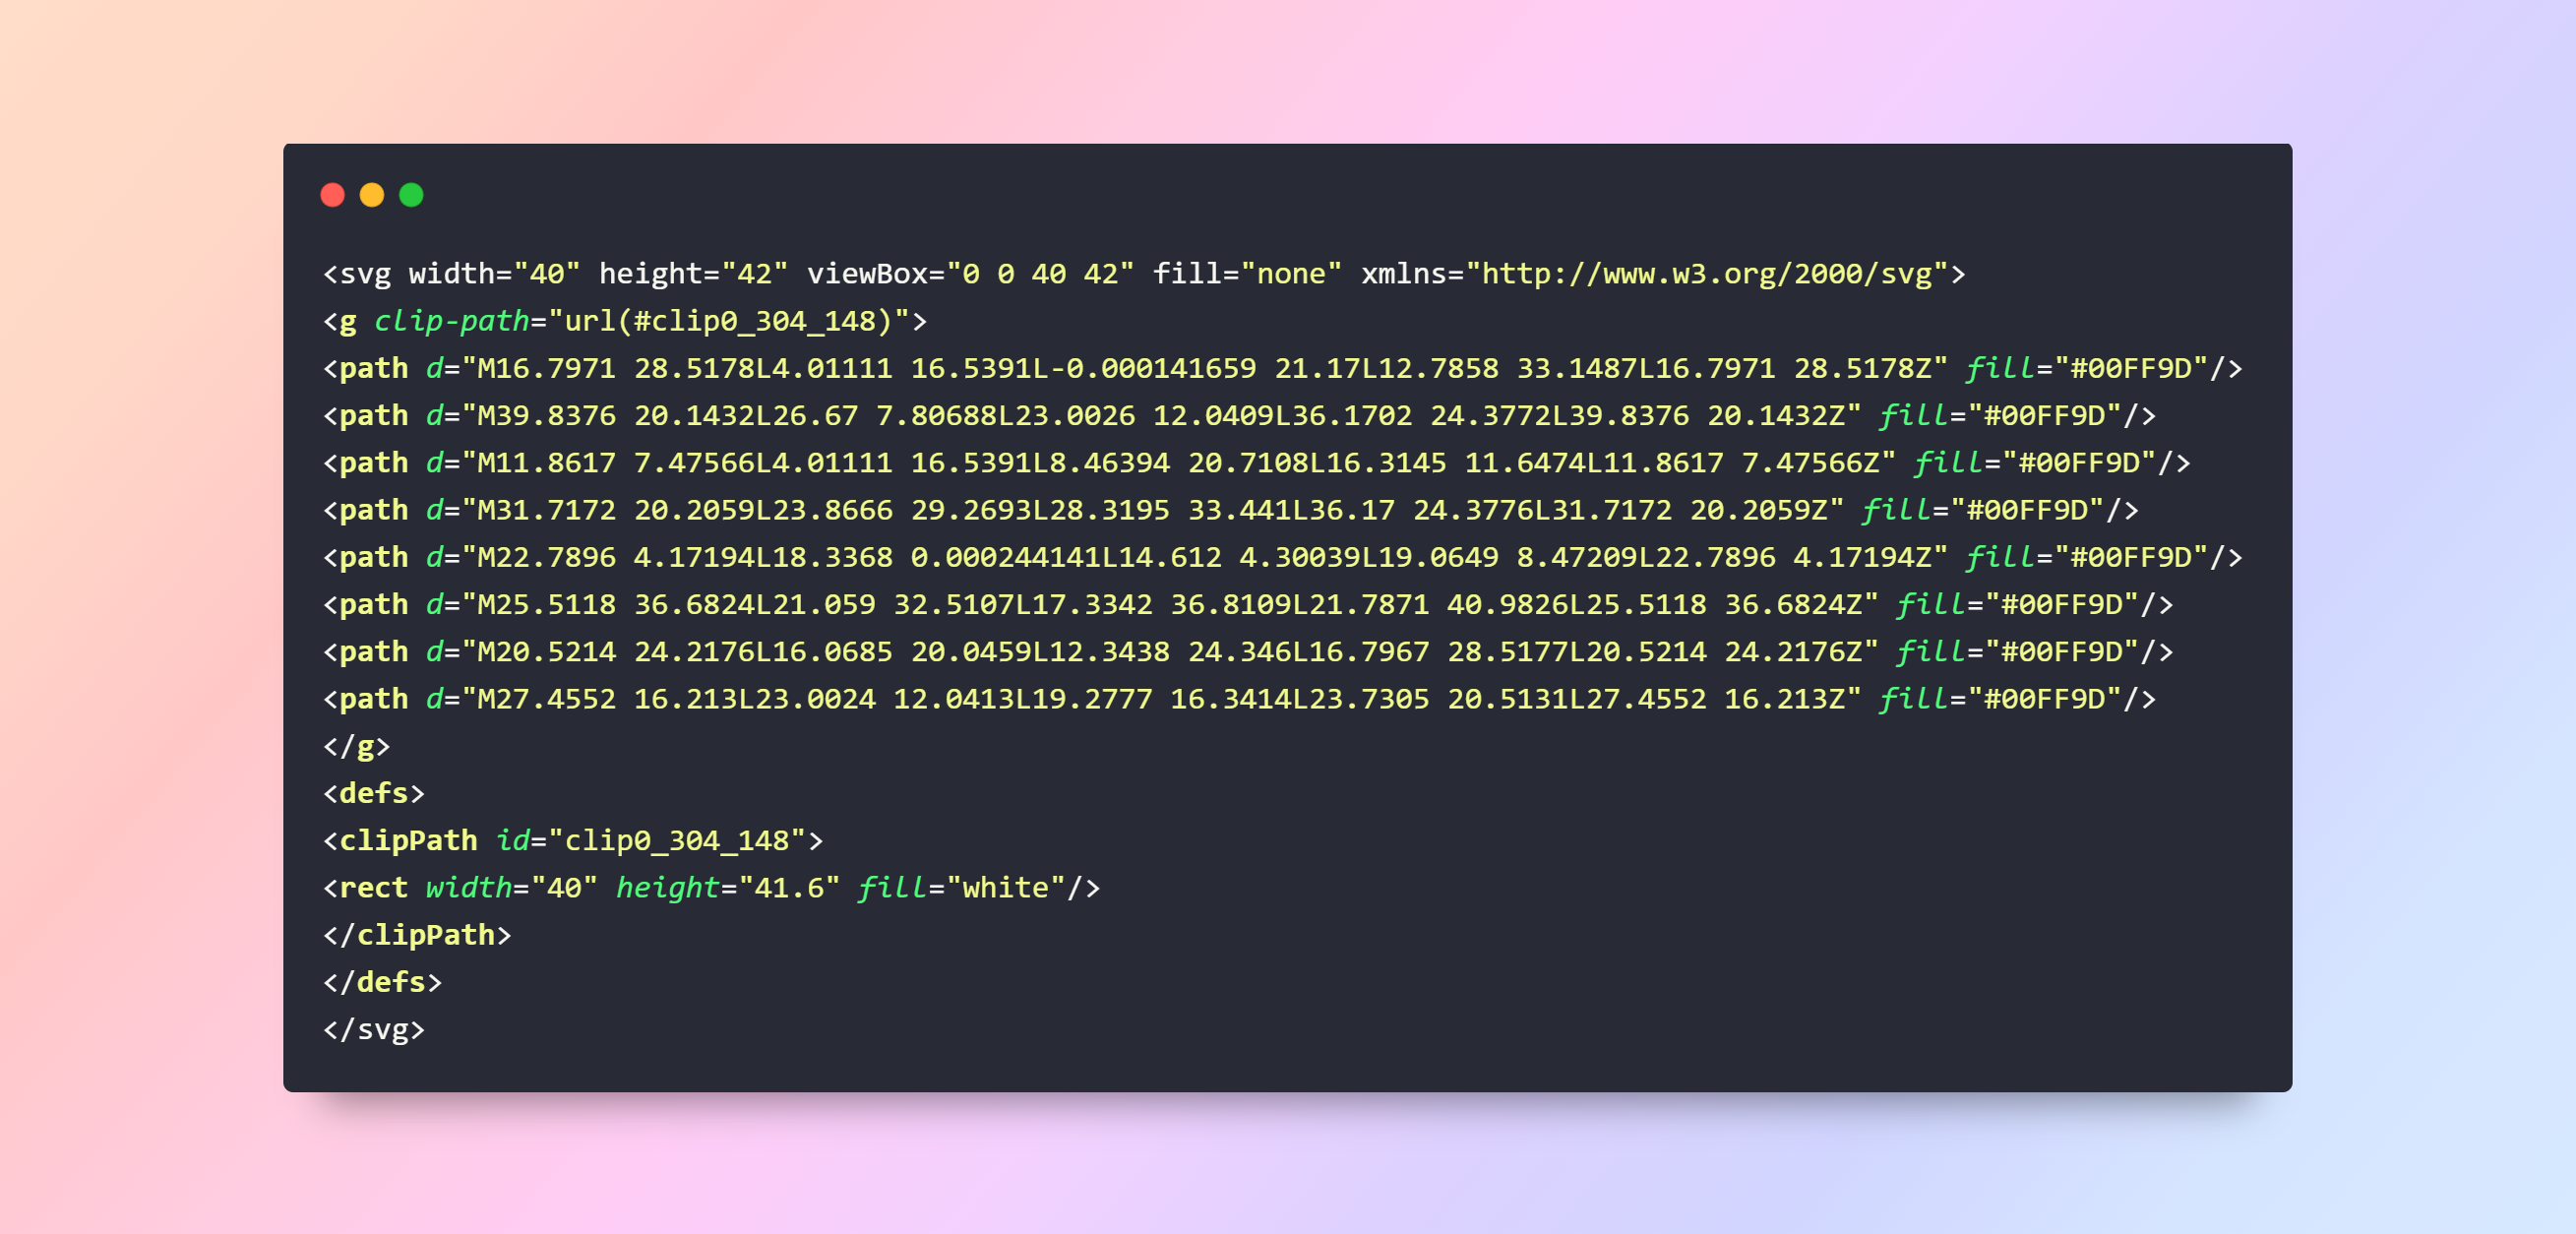 <svg width="40" height="42" viewBox="0 0 40 42" fill="none" xmlns="http://www.w3.org/2000/svg">
<g clip-path="url(#clip0_304_148)">
<path d="M16.7971 28.5178L4.01111 16.5391L-0.000141659 21.17L12.7858 33.1487L16.7971 28.5178Z" fill="#00FF9D"/>
<path d="M39.8376 20.1432L26.67 7.80688L23.0026 12.0409L36.1702 24.3772L39.8376 20.1432Z" fill="#00FF9D"/>
<path d="M11.8617 7.47566L4.01111 16.5391L8.46394 20.7108L16.3145 11.6474L11.8617 7.47566Z" fill="#00FF9D"/>
<path d="M31.7172 20.2059L23.8666 29.2693L28.3195 33.441L36.17 24.3776L31.7172 20.2059Z" fill="#00FF9D"/>
<path d="M22.7896 4.17194L18.3368 0.000244141L14.612 4.30039L19.0649 8.47209L22.7896 4.17194Z" fill="#00FF9D"/>
<path d="M25.5118 36.6824L21.059 32.5107L17.3342 36.8109L21.7871 40.9826L25.5118 36.6824Z" fill="#00FF9D"/>
<path d="M20.5214 24.2176L16.0685 20.0459L12.3438 24.346L16.7967 28.5177L20.5214 24.2176Z" fill="#00FF9D"/>
<path d="M27.4552 16.213L23.0024 12.0413L19.2777 16.3414L23.7305 20.5131L27.4552 16.213Z" fill="#00FF9D"/>
</g>
<defs>
<clipPath id="clip0_304_148">
<rect width="40" height="41.6" fill="white"/>
</clipPath>
</defs>
</svg>